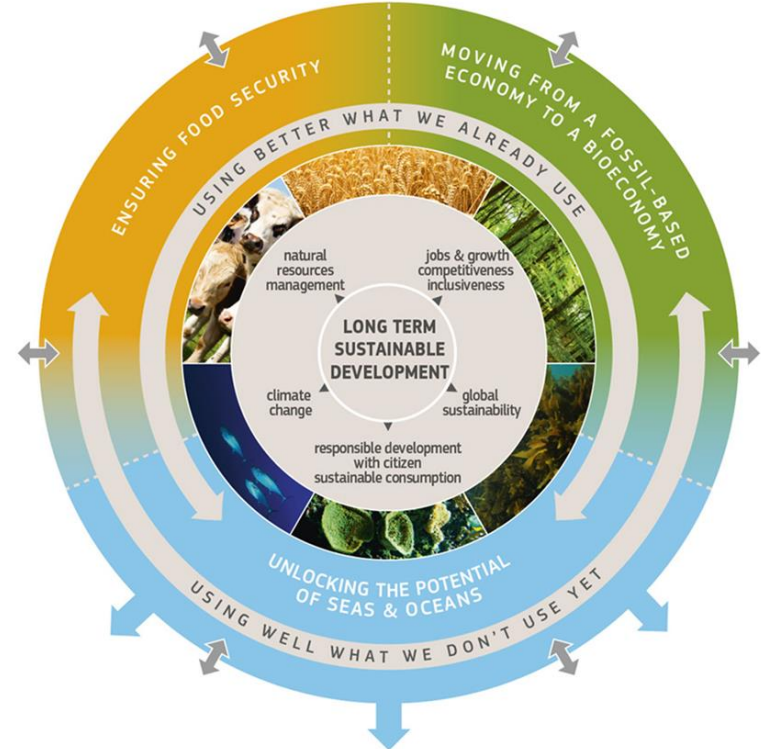 ENSURING FOOD SECURITY
MOVING FROM A FOSSIL-BASED
ECONOMY TO A BIOECONOMY
USING BETTER WHAT WE ALREADY USE
natural
resources
management
jobs & growth
competitiveness
inclusiveness
LONG TERM
SUSTAINABLE
DEVELOPMENT
climate
change
global
sustainability
responsible development
with citizen
sustainable consumption
UNLOCKING THE POTENTIAL
OF SEAS & OCEANS
USING WELL WHAT WE DON'T USE YET